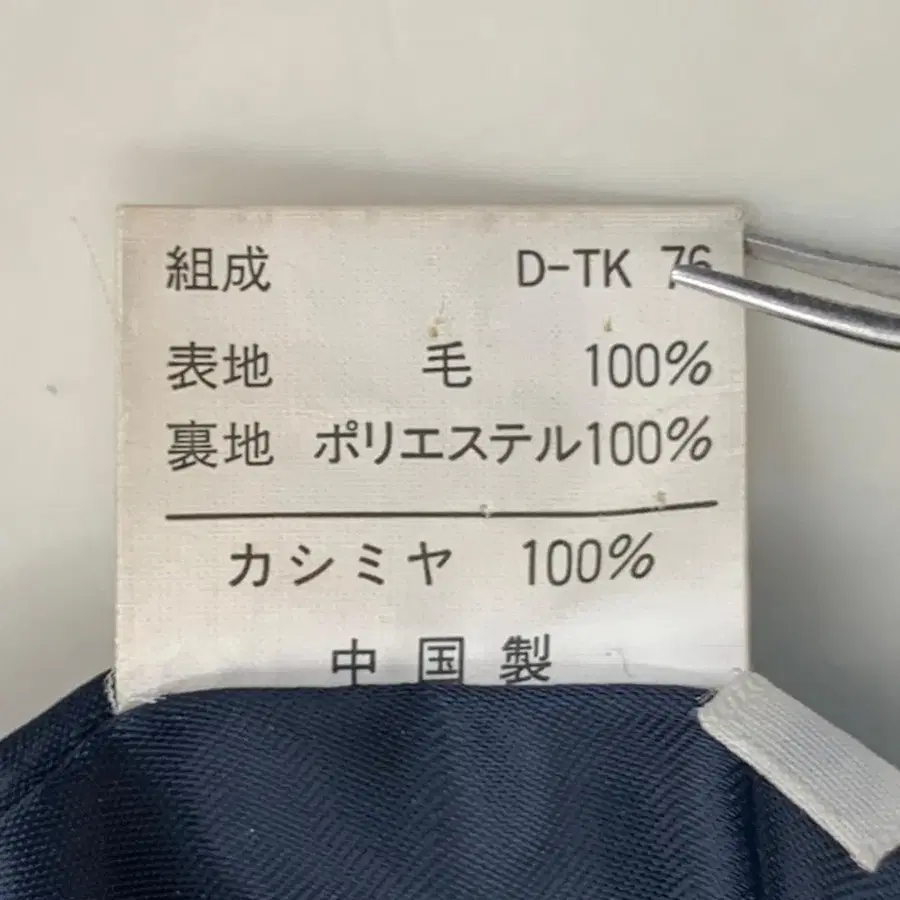 組成 D-TK 76
表地 毛 100%
裏地 ポリエステル100%
カシミヤ 100%
中国製